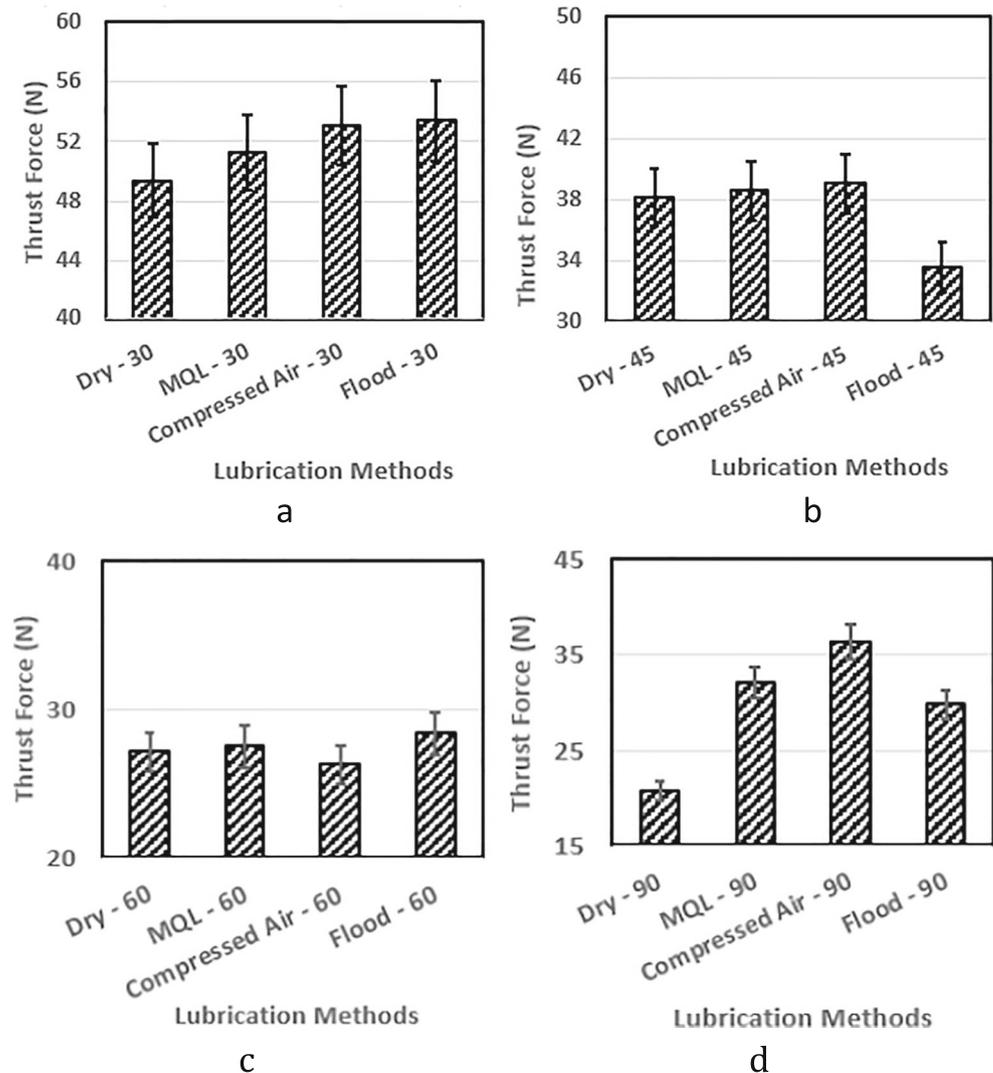 60
56
52
48
44
40
Thrust Force (N)
Dry - 30
MQL - 30
Compressed Air - 30
Flood - 30
Lubrication Methods
a
50
46
42
38
34
30
Thrust Force (N)
Dry - 45
MQL - 45
Compressed Air - 45
Flood - 45
Lubrication Methods
b
40
30
20
Thrust Force (N)
Dry - 60
MQL - 60
Compressed Air - 60
Flood - 60
Lubrication Methods
c
45
35
25
15
Thrust Force (N)
Dry - 90
MQL - 90
Compressed Air - 90
Flood - 90
Lubrication Methods
d